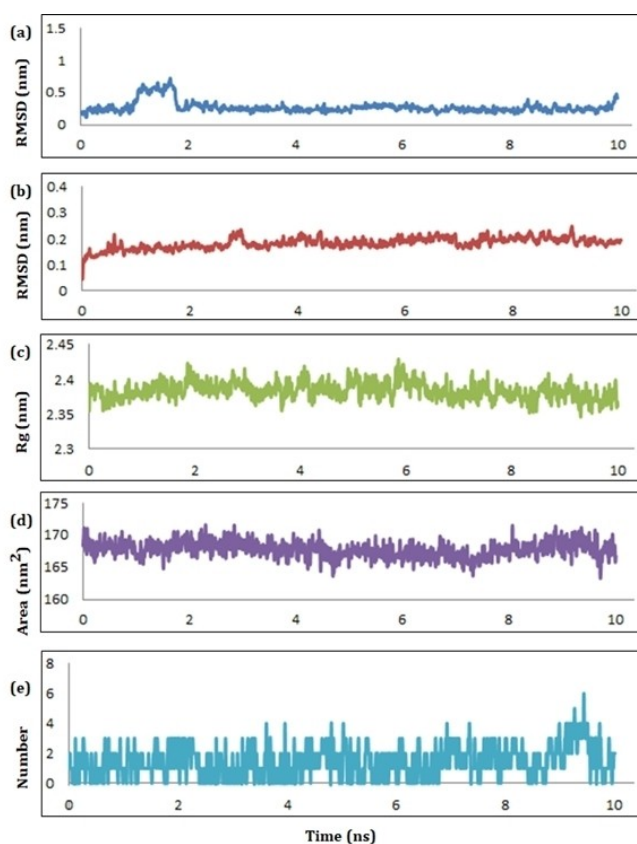 (a)
RMSD (nm)
1.5
1
0.5
0
0 2 4 6 8 10
(b)
RMSD (nm)
0.4
0.3
0.2
0.1
0
0 2 4 6 8 10
(c)
Rg (nm)
2.45
2.4
2.35
2.3
0 2 4 6 8 10
(d)
Area (nm²)
175
170
165
160
0 2 4 6 8 10
(e)
Number
8
6
4
2
0
0 2 4 6 8 10
Time (ns)